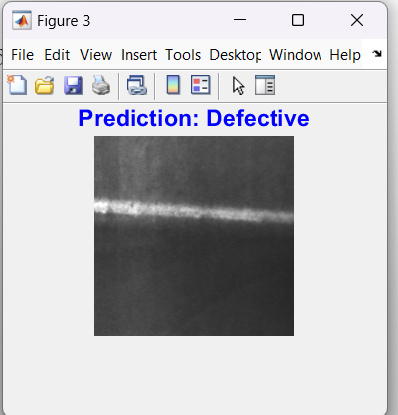 Figure 3
File Edit View Insert Tools Desktop Window Help
Prediction: Defective